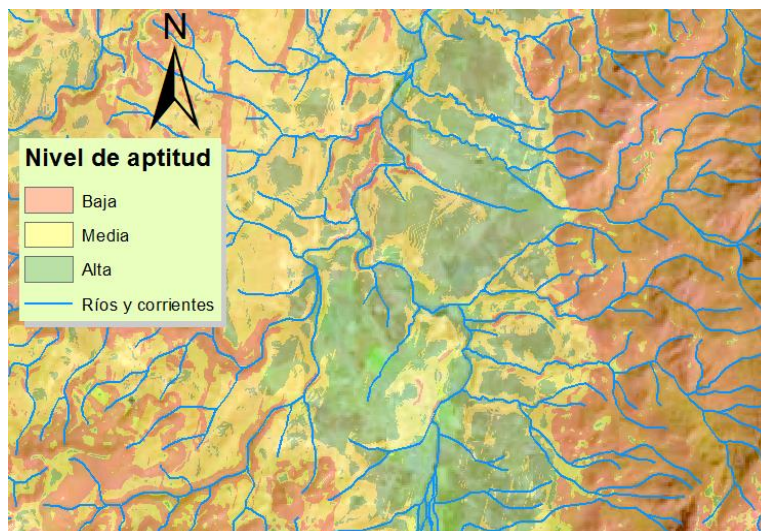 N
Nivel de aptitud
Baja
Media
Alta
Ríos y corrientes